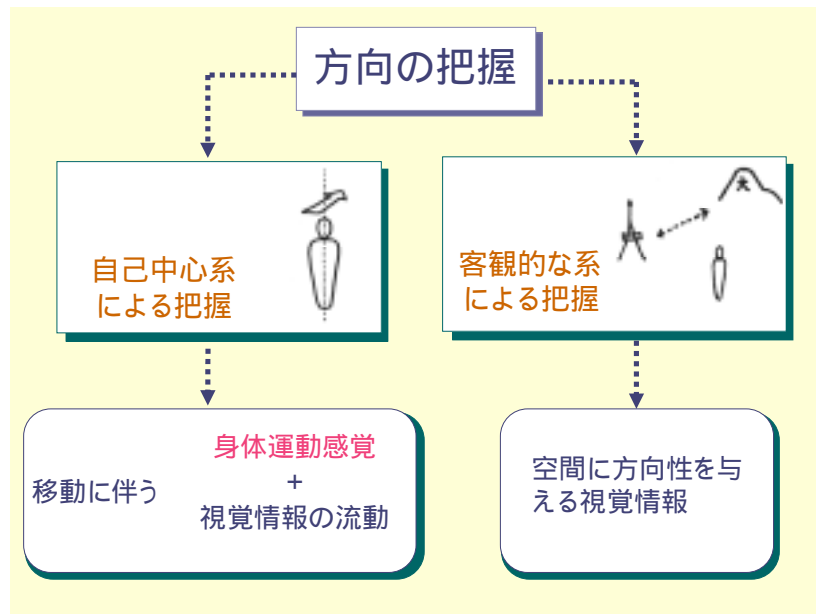 方向の把握
自己中心系
による把握
大
客観的な系
による把握
移動に伴う
身体運動感覚
+
視覚情報の流動
空間に方向性を与
える視覚情報